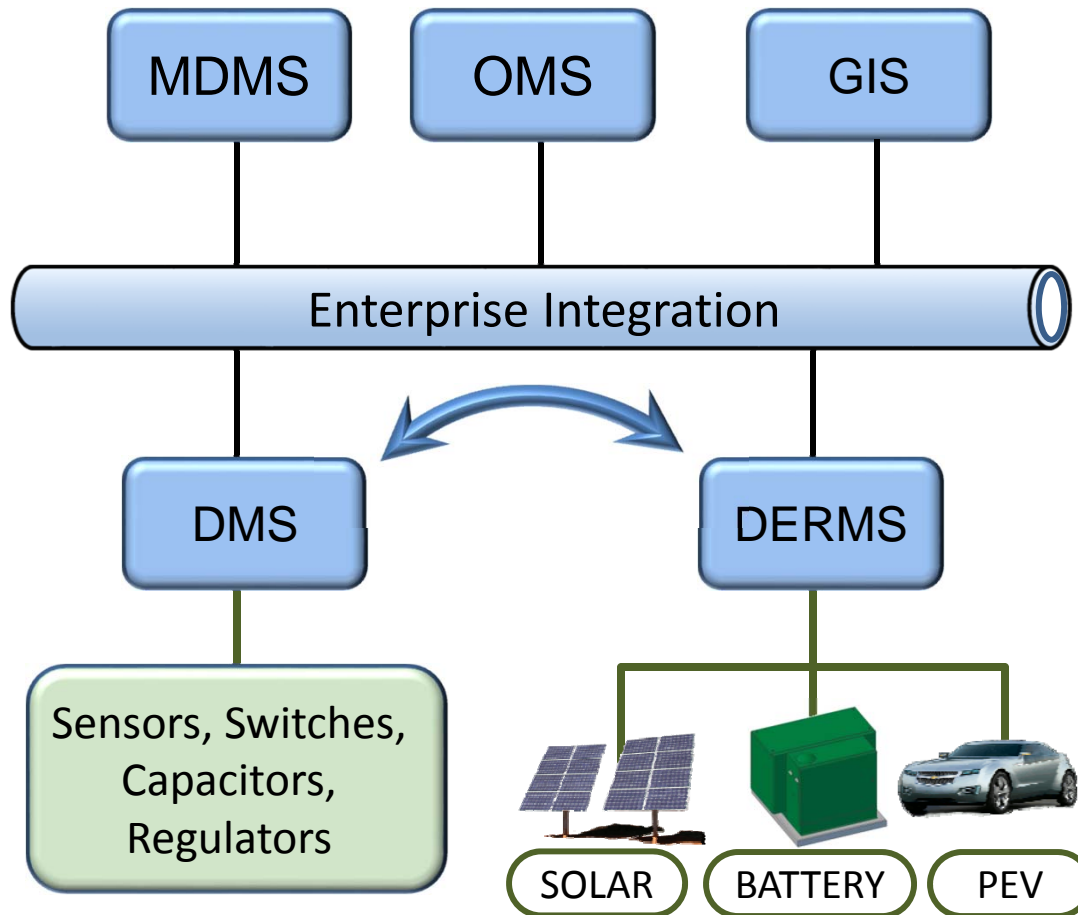 MDMS
OMS
GIS
Enterprise Integration
DMS
DERMS
Sensors, Switches,
Capacitors,
Regulators
SOLAR
BATTERY
PEV